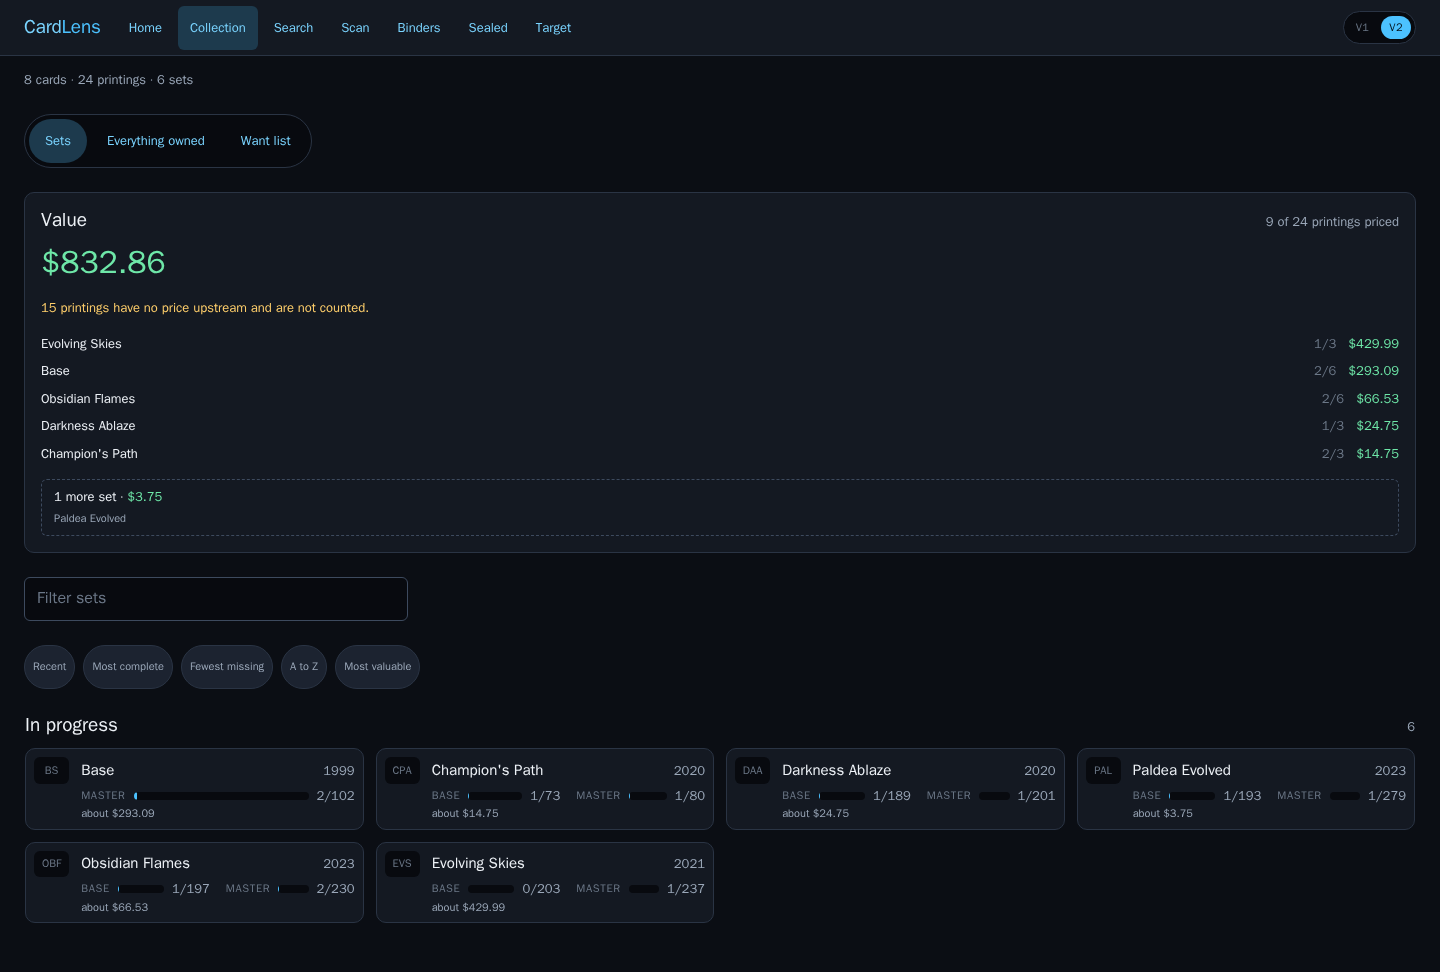 CardLens Home Collection Search Scan Binders Sealed Target V1 V2
8 cards · 24 printings · 6 sets
Sets Everything owned Want list
Value 9 of 24 printings priced
$832.86
15 printings have no price upstream and are not counted.
Evolving Skies 1/3 $429.99
Base 2/6 $293.09
Obsidian Flames 2/6 $66.53
Darkness Ablaze 1/3 $24.75
Champion's Path 2/3 $14.75
1 more set · $3.75
Paldea Evolved
Filter sets
Recent Most complete Fewest missing A to Z Most valuable
In progress 6
BS Base 1999
MASTER 2/102
about $293.09
CPA Champion's Path 2020
BASE 1/73 MASTER 1/80
about $14.75
DAA Darkness Ablaze 2020
BASE 1/189 MASTER 1/201
about $24.75
PAL Paldea Evolved 2023
BASE 1/193 MASTER 1/279
about $3.75
OBF Obsidian Flames 2023
BASE 1/197 MASTER 2/230
about $66.53
EVS Evolving Skies 2021
BASE 0/203 MASTER 1/237
about $429.99